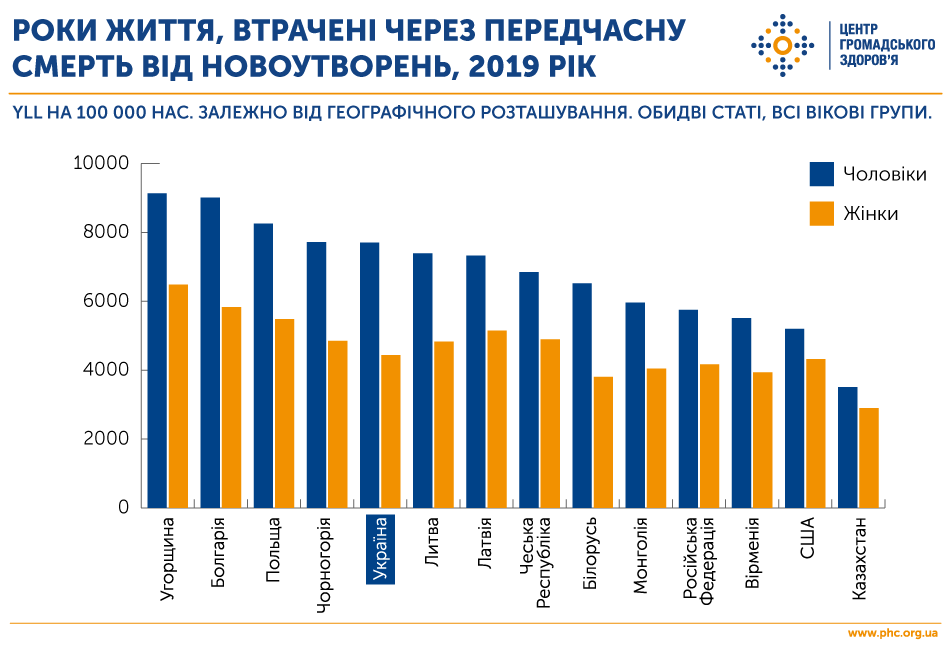 РОКИ ЖИТТЯ, ВТРАЧЕНІ ЧЕРЕЗ ПЕРЕДЧАСНУ
СМЕРТЬ ВІД НОВОУТВОРЕНЬ, 2019 РІК
ЦЕНТР
ГРОМАДСЬКОГО
ЗДОРОВ'Я
YLL НА 100 000 НАС. ЗАЛЕЖНО ВІД ГЕОГРАФІЧНОГО РОЗТАШУВАННЯ. ОБИДВІ СТАТІ, ВСІ ВІКОВІ ГРУПИ.
10000
8000
6000
4000
2000
0
Чоловіки
Жінки
Угорщина
Болгарія
Польща
Чорногорія
Україна
Литва
Латвія
Чеська
Республіка
Білорусь
Монголія
Російська
Федерація
Вірменія
США
Казахстан
www.phc.org.ua